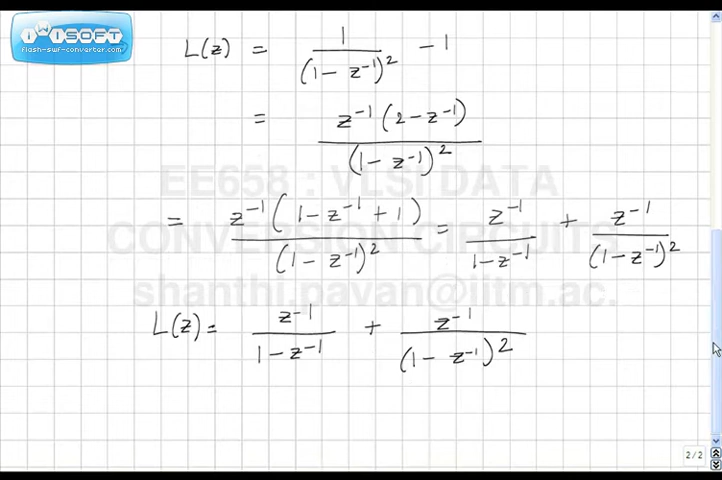 iWiSOFT
flash-swf-converter.com
L(z) = 1/(1 - z⁻¹)² - 1
= z⁻¹(2 - z⁻¹)/(1 - z⁻¹)²
EE658 : VLSI DATA
= z⁻¹(1 - z⁻¹ + 1)/(1 - z⁻¹)² = z⁻¹/1 - z⁻¹ + z⁻¹/(1 - z⁻¹)²
CONVERSION CIRCUITS
shanthi.pavan@iitm.ac.
L(z) = z⁻¹/1 - z⁻¹ + z⁻¹/(1 - z⁻¹)²
2 / 2